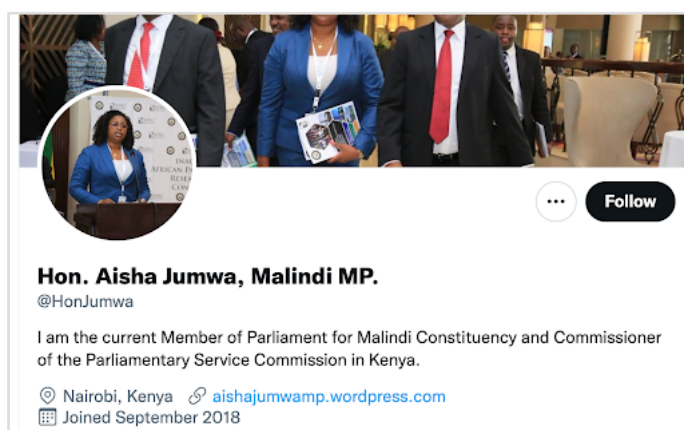 AFRICAN
Follow
Hon. Aisha Jumwa, Malindi MP.
@HonJumwa
I am the current Member of Parliament for Malindi Constituency and Commissioner
of the Parliamentary Service Commission in Kenya.
Nairobi, Kenya aishajumwamp.wordpress.com
Joined September 2018